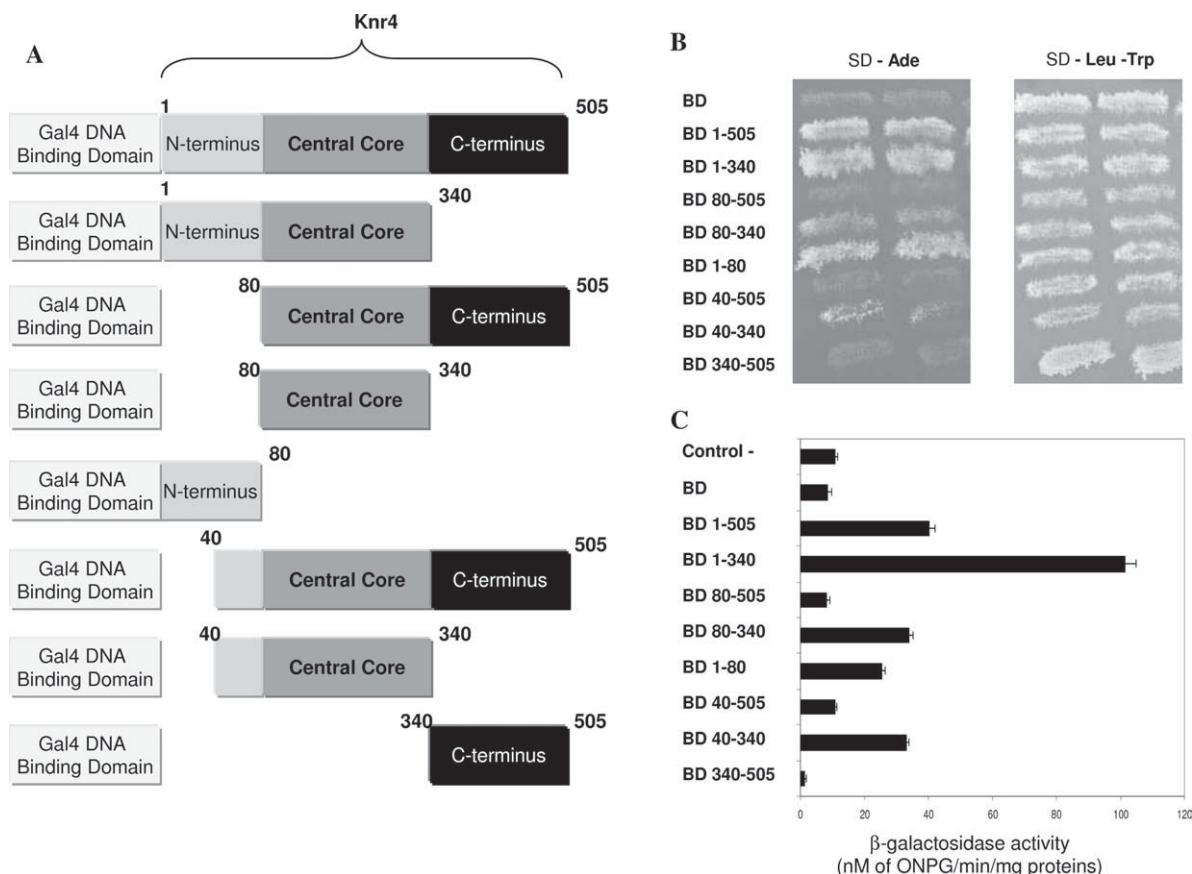 Knr4
A
1
505
Gal4 DNA
Binding Domain
N-terminus
Central Core
C-terminus
1
340
Gal4 DNA
Binding Domain
N-terminus
Central Core
80
505
Gal4 DNA
Binding Domain
Central Core
C-terminus
80
340
Gal4 DNA
Binding Domain
Central Core
80
Gal4 DNA
Binding Domain
N-terminus
40
505
Gal4 DNA
Binding Domain
Central Core
C-terminus
40
340
Gal4 DNA
Binding Domain
Central Core
340
505
Gal4 DNA
Binding Domain
C-terminus
B
SD - Ade
SD - Leu -Trp
BD
BD 1-505
BD 1-340
BD 80-505
BD 80-340
BD 1-80
BD 40-505
BD 40-340
BD 340-505
C
Control -
BD
BD 1-505
BD 1-340
BD 80-505
BD 80-340
BD 1-80
BD 40-505
BD 40-340
BD 340-505
0 20 40 60 80 100 120
β-galactosidase activity
(nM of ONPG/min/mg proteins)